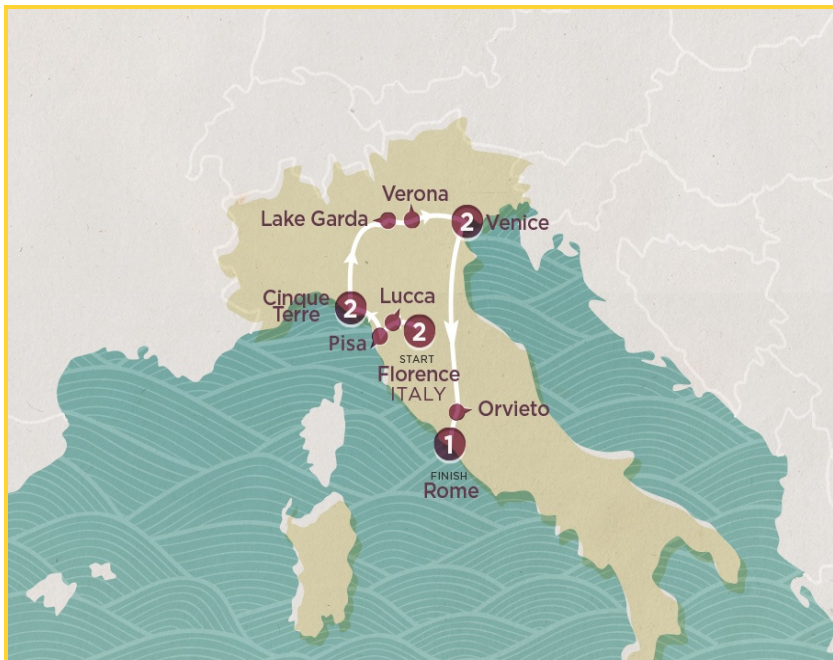 Verona
Lake Garda
2
Venice
Cinque
Terre
2
Lucca
Pisa
2
START
Florence
ITALY
Orvieto
1
FINISH
Rome